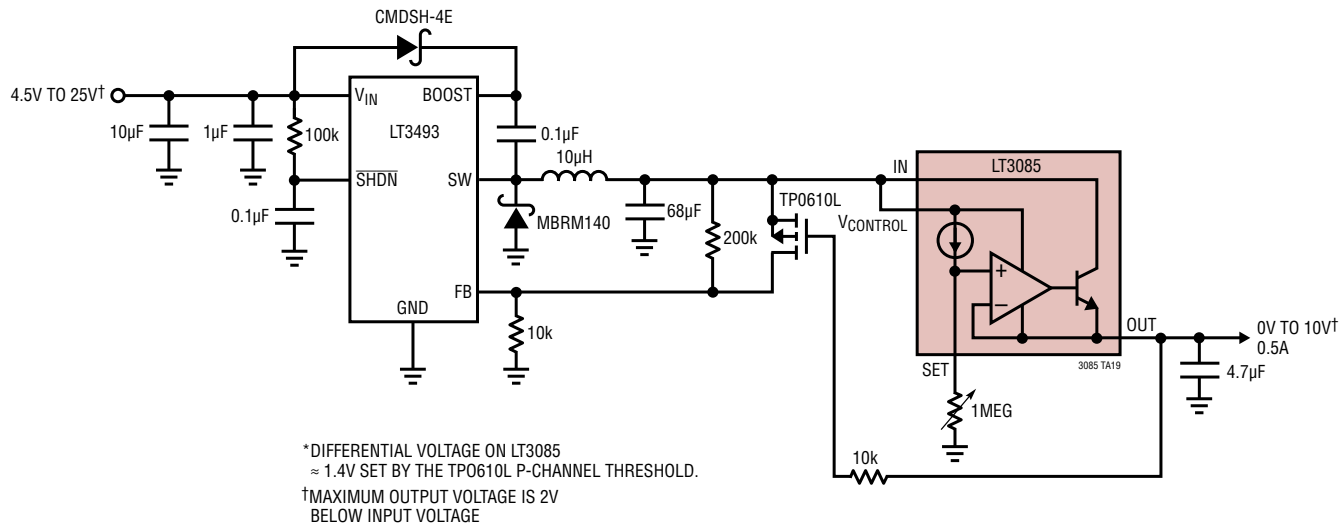 CMDSH-4E
4.5V TO 25V†
10µF
1µF
100k
VIN
BOOST
LT3493
0.1µF
10µH
SHDN
SW
0.1µF
MBRM140
68µF
200k
TP0610L
IN
LT3085
VCONTROL
+
–
FB
GND
10k
OUT
0V TO 10V†
0.5A
3085 TA19
4.7µF
SET
1MEG
10k
*DIFFERENTIAL VOLTAGE ON LT3085
≈ 1.4V SET BY THE TP0610L P-CHANNEL THRESHOLD.
†MAXIMUM OUTPUT VOLTAGE IS 2V
BELOW INPUT VOLTAGE